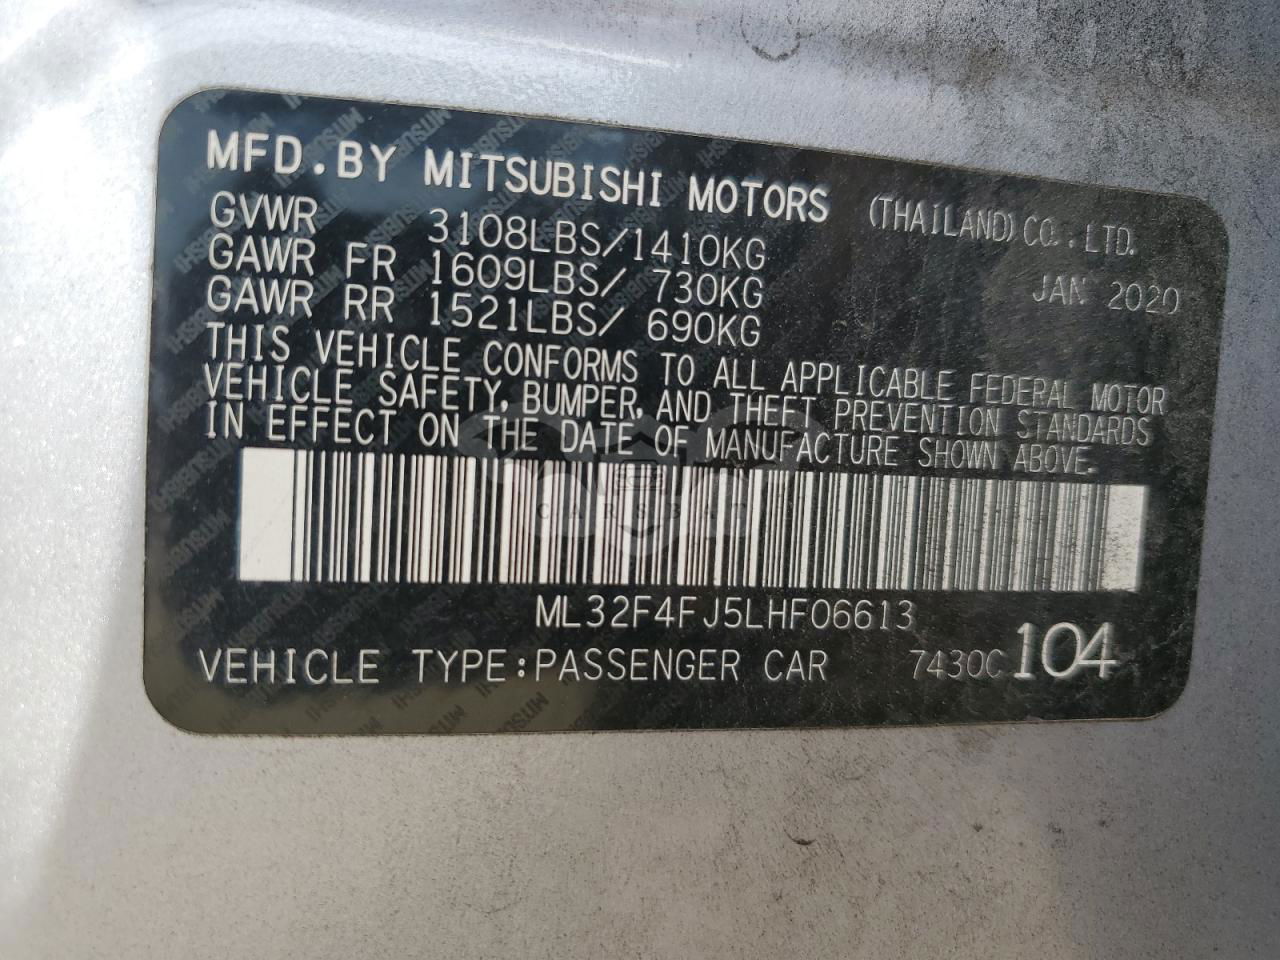 MFD.BY MITSUBISHI MOTORS (THAILAND)CO.,LTD.
GVWR 3108LBS/1410KG
GAWR FR 1609LBS/ 730KG JAN 2020
GAWR RR 1521LBS/ 690KG
THIS VEHICLE CONFORMS TO ALL APPLICABLE FEDERAL MOTOR
VEHICLE SAFETY, BUMPER, AND THEFT PREVENTION STANDARDS
IN EFFECT ON THE DATE OF MANUFACTURE SHOWN ABOVE.
CARS
ML32F4FJ5LHF06613
VEHICLE TYPE:PASSENGER CAR 7430C 104